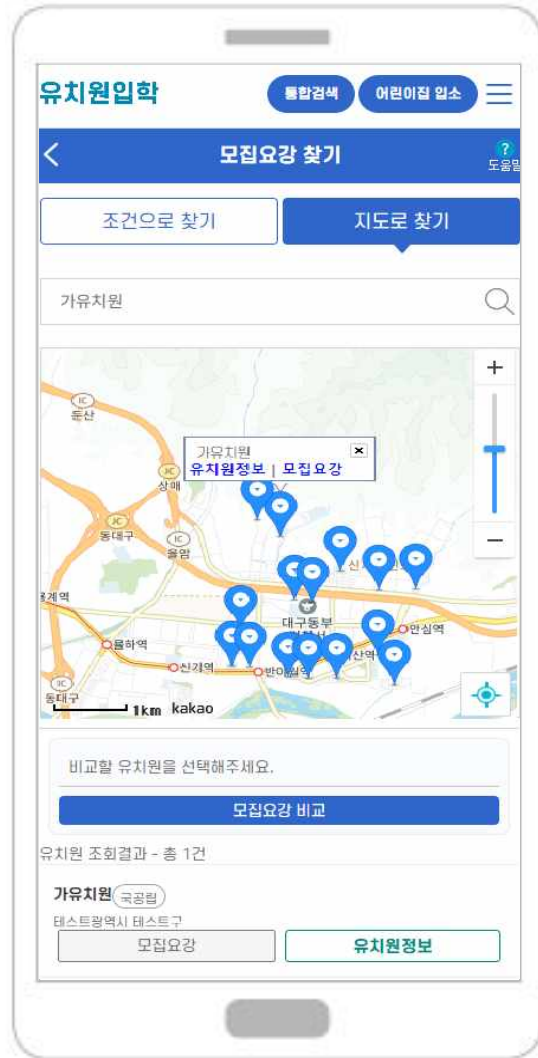 유치원입학
통합검색
어린이집 입소
모집요강 찾기
?
도움말
조건으로 찾기
지도로 찾기
가유치원
+
IC
둔산
가유치원
유치원정보 | 모집요강
IC
상매
JC
동대구
IC
율암
−
대구동부
율하역
안심역
신기역
IC
동대구
1km kakao
비교할 유치원을 선택해주세요.
모집요강 비교
유치원 조회결과 - 총 1건
가유치원 국공립
테스트광역시 테스트구
모집요강
유치원정보